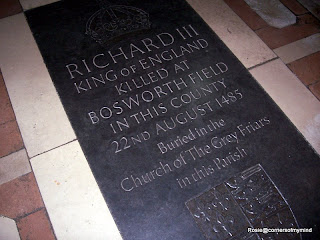 RICHARD III
KING OF ENGLAND
KILLED AT
BOSWORTH FIELD
IN THIS COUNTY
22ND AUGUST 1485
Buried in the
Church of The Grey Friars
in this Parish
Rosie@cornersofmymind